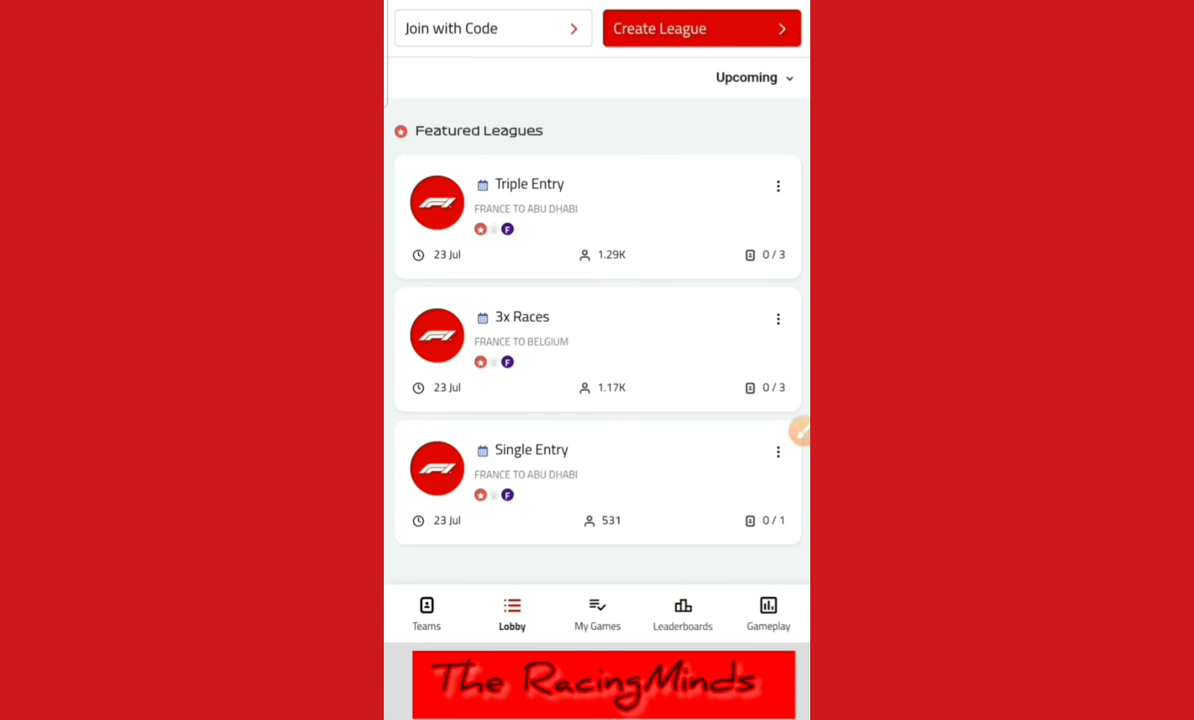 Join with Code
Create League
Upcoming
Featured Leagues
Triple Entry
FRANCE TO ABU DHABI
F
23 Jul
1.29K
0 / 3
3x Races
FRANCE TO BELGIUM
F
23 Jul
1.17K
0 / 3
Single Entry
FRANCE TO ABU DHABI
F
23 Jul
531
0 / 1
Teams
Lobby
My Games
Leaderboards
Gameplay
The RacingMinds